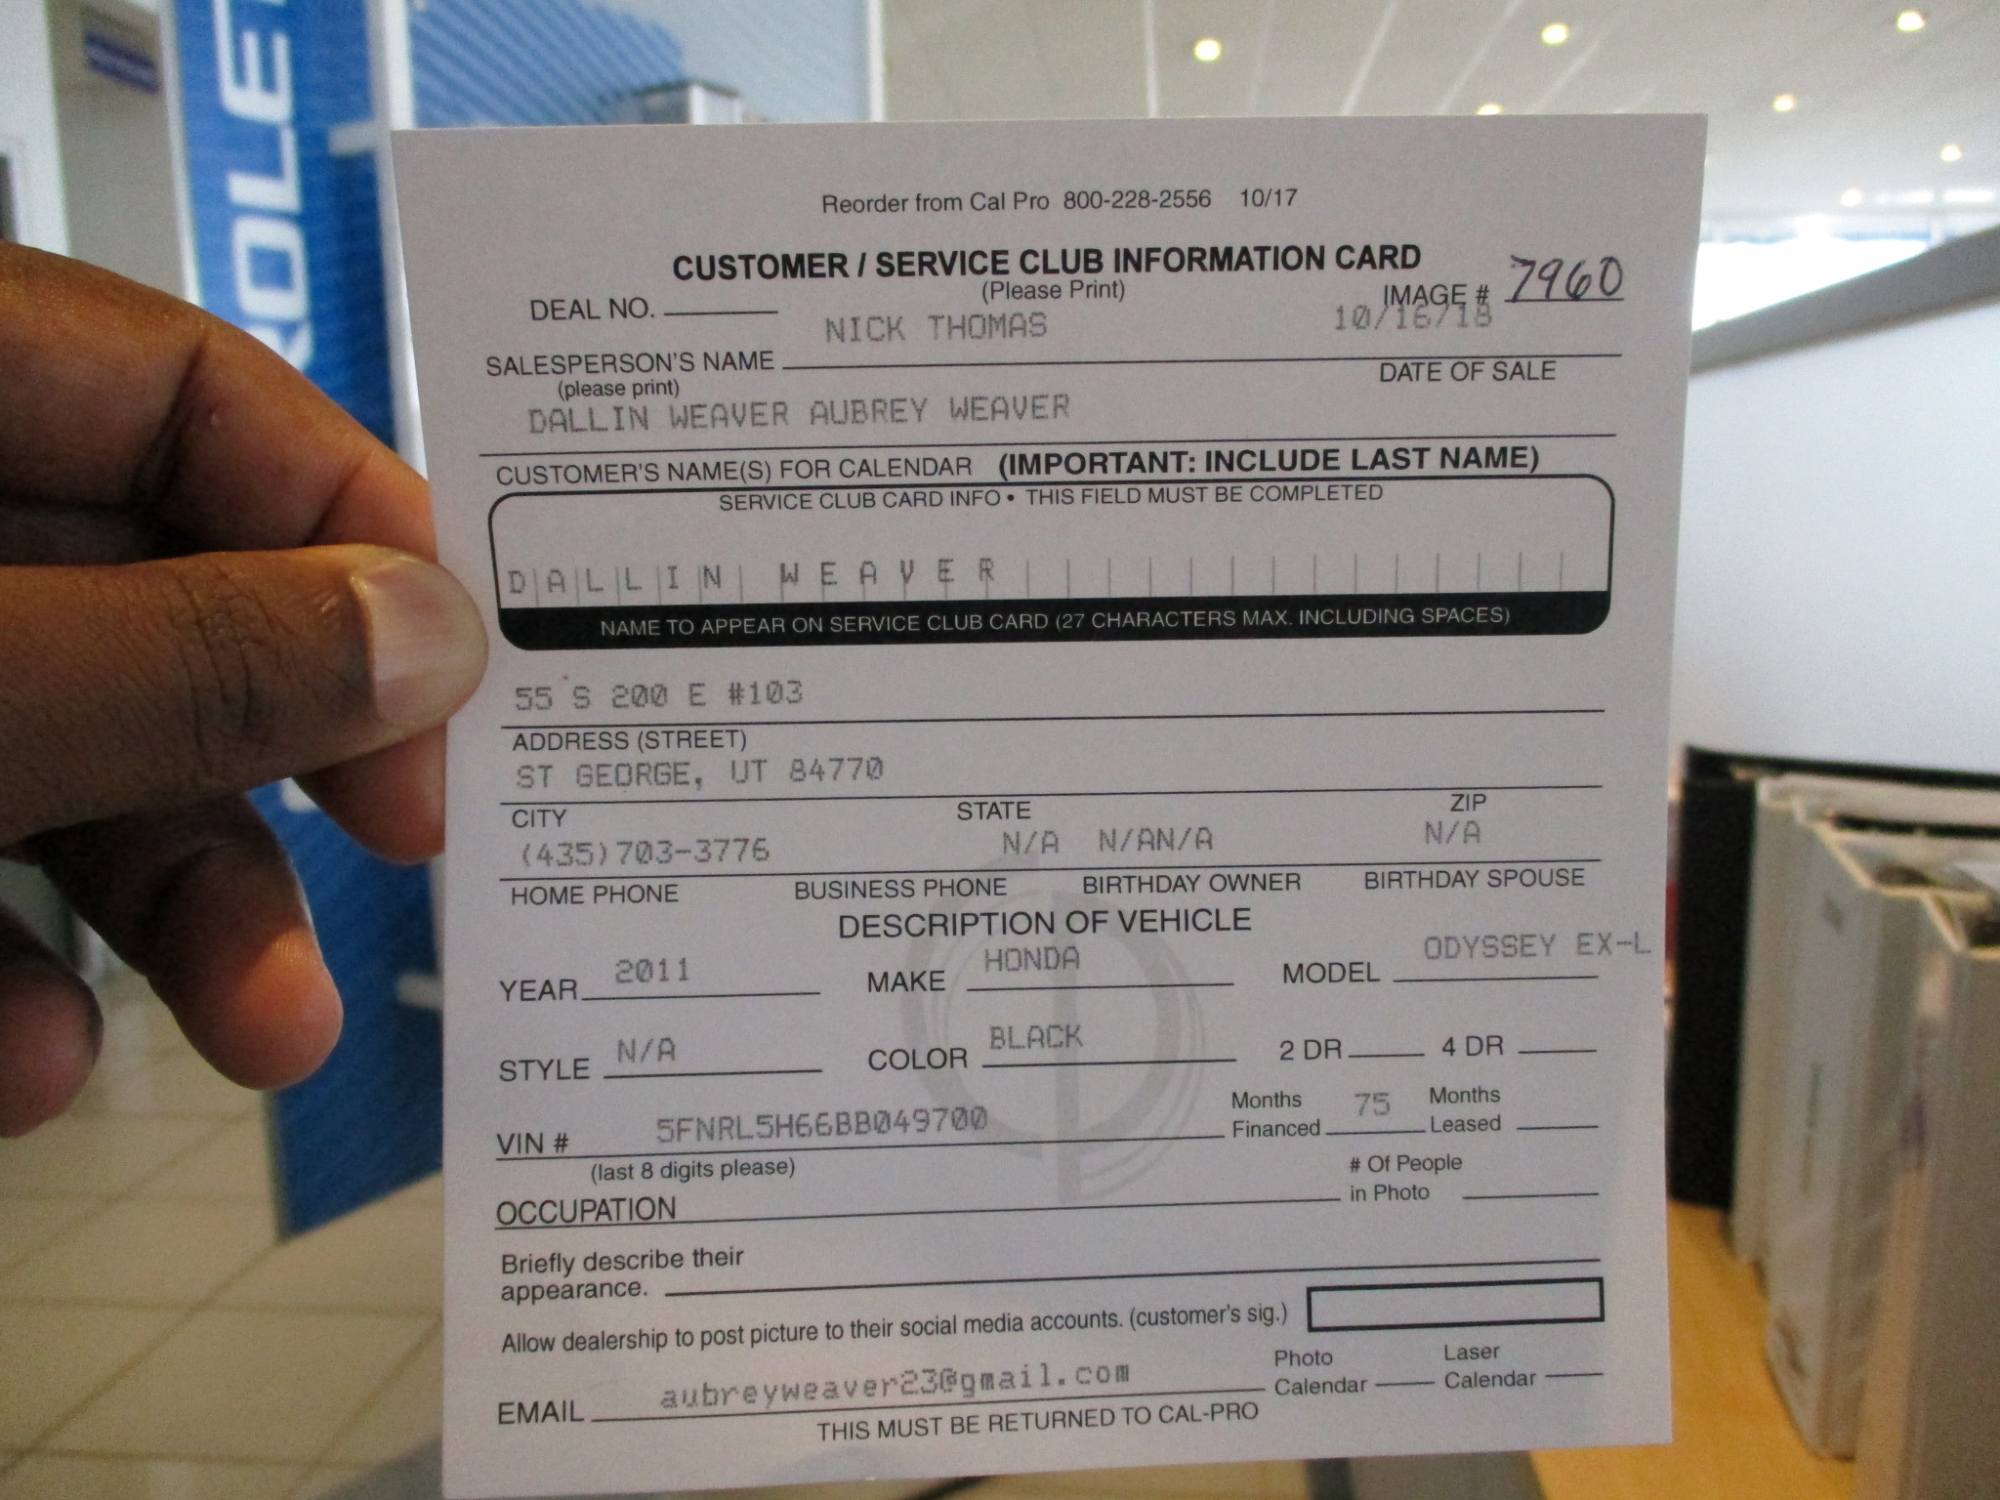 ROLE
Reorder from Cal Pro 800-228-2556 10/17
CUSTOMER / SERVICE CLUB INFORMATION CARD
(Please Print)
DEAL NO.
IMAGE # 7960
NICK THOMAS 10/16/18
SALESPERSON'S NAME DATE OF SALE
(please print)
DALLIN WEAVER AUBREY WEAVER
CUSTOMER'S NAME(S) FOR CALENDAR (IMPORTANT: INCLUDE LAST NAME)
SERVICE CLUB CARD INFO • THIS FIELD MUST BE COMPLETED
DALLIN WEAVER
NAME TO APPEAR ON SERVICE CLUB CARD (27 CHARACTERS MAX. INCLUDING SPACES)
55 S 200 E #103
ADDRESS (STREET)
ST GEORGE, UT 84770
CITY STATE ZIP
(435)703-3776 N/A N/AN/A N/A
HOME PHONE BUSINESS PHONE BIRTHDAY OWNER BIRTHDAY SPOUSE
DESCRIPTION OF VEHICLE
YEAR 2011 MAKE HONDA MODEL ODYSSEY EX-L
STYLE N/A COLOR BLACK 2 DR 4 DR
VIN # 5FNRL5H66BB049700 Months Financed 75 Months Leased
(last 8 digits please)
# Of People in Photo
OCCUPATION
Briefly describe their
appearance.
Allow dealership to post picture to their social media accounts. (customer's sig.)
EMAIL aubreyweaver23@gmail.com Photo Calendar Laser Calendar
THIS MUST BE RETURNED TO CAL-PRO